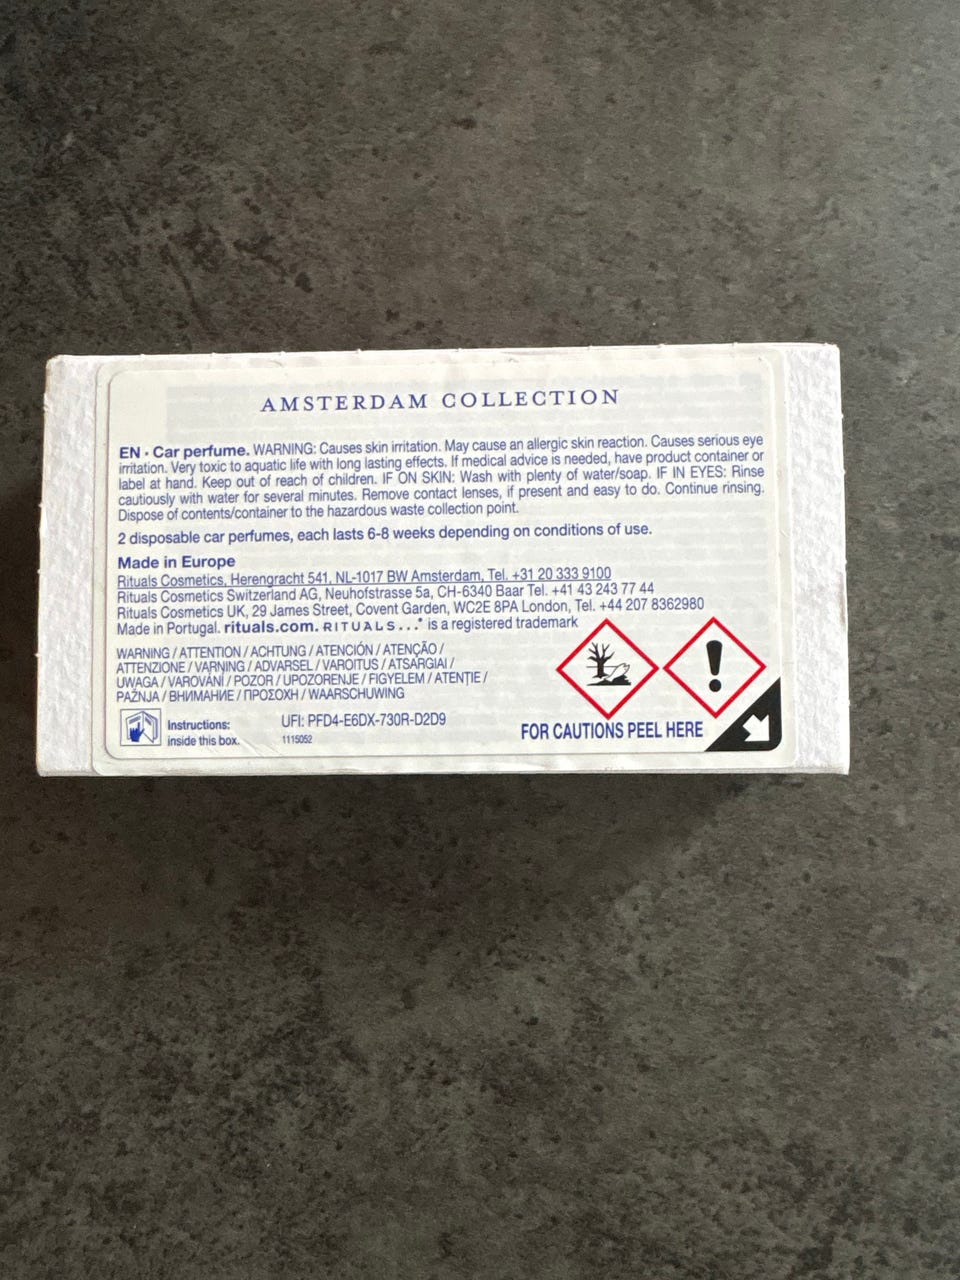 AMSTERDAM COLLECTION
EN · Car perfume. WARNING: Causes skin irritation. May cause an allergic skin reaction. Causes serious eye
irritation. Very toxic to aquatic life with long lasting effects. If medical advice is needed, have product container or
label at hand. Keep out of reach of children. IF ON SKIN: Wash with plenty of water/soap. IF IN EYES: Rinse
cautiously with water for several minutes. Remove contact lenses, if present and easy to do. Continue rinsing.
Dispose of contents/container to the hazardous waste collection point.
2 disposable car perfumes, each lasts 6-8 weeks depending on conditions of use.
Made in Europe
Rituals Cosmetics, Herengracht 541, NL-1017 BW Amsterdam, Tel. +31 20 333 9100
Rituals Cosmetics Switzerland AG, Neuhofstrasse 5a, CH-6340 Baar Tel. +41 43 243 77 44
Rituals Cosmetics UK, 29 James Street, Covent Garden, WC2E 8PA London, Tel. +44 207 8362980
Made in Portugal. rituals.com. RITUALS...® is a registered trademark
WARNING / ATTENTION / ACHTUNG / ATENCIÓN / ATENÇÃO /
ATTENZIONE / VARNING / ADVARSEL / VAROITUS / ATSARGIAI /
UWAGA / VAROVÁNÍ / POZOR / UPOZORENJE / FIGYELEM / ATENȚIE /
PAŽNJA / ВНИМАНИЕ / ΠΡΟΣΟΧΗ / WAARSCHUWING
Instructions:
inside this box.
UFI: PFD4-E6DX-730R-D2D9
1115052
FOR CAUTIONS PEEL HERE